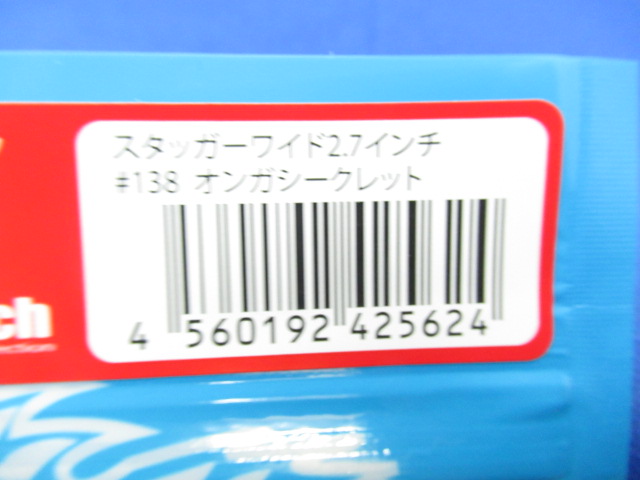 スタッガーワイド2.7インチ
#138 オンガシークレット
4 560192 425624
ch